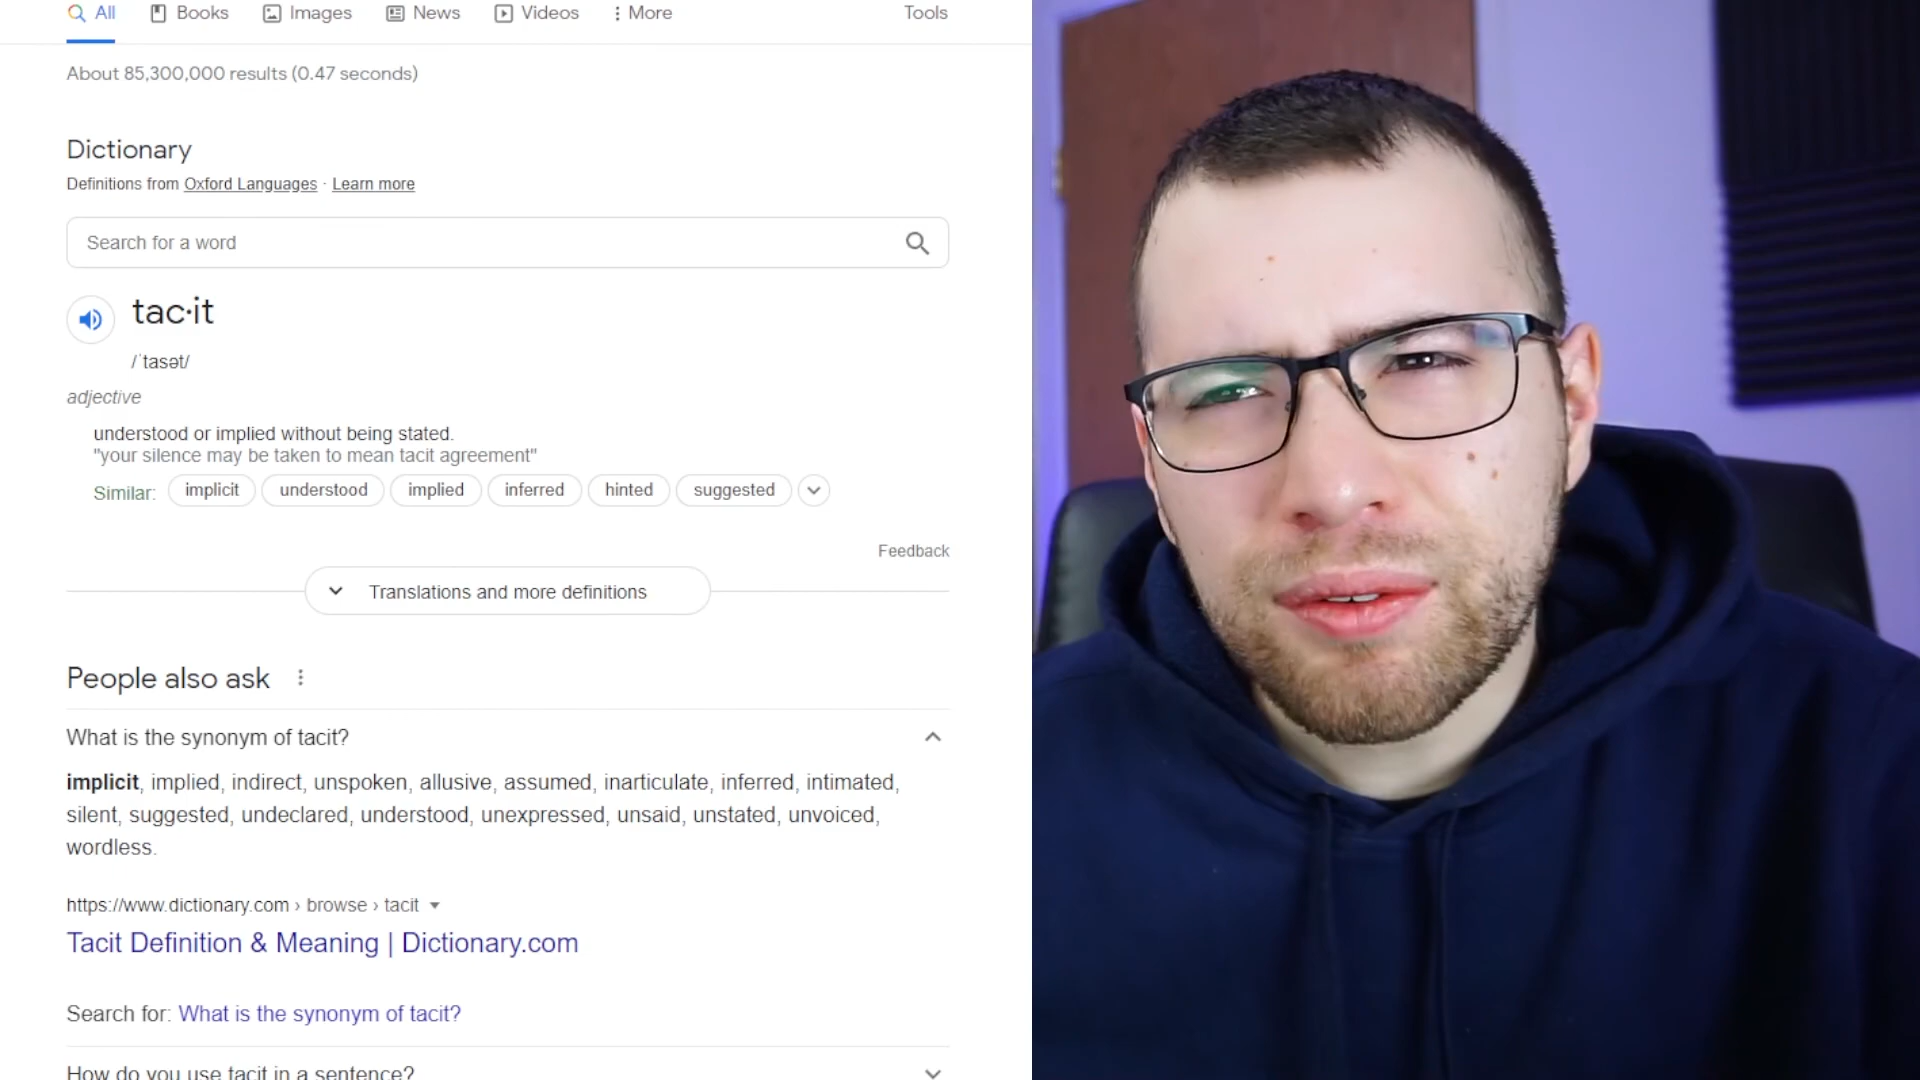 All Books Images News Videos More Tools
About 85,300,000 results (0.47 seconds)
Dictionary
Definitions from Oxford Languages · Learn more
Search for a word
tac·it
/ˈtasət/
adjective
understood or implied without being stated.
"your silence may be taken to mean tacit agreement"
Similar: implicit understood implied inferred hinted suggested
Feedback
Translations and more definitions
People also ask
What is the synonym of tacit?
implicit, implied, indirect, unspoken, allusive, assumed, inarticulate, inferred, intimated,
silent, suggested, undeclared, understood, unexpressed, unsaid, unstated, unvoiced,
wordless.
https://www.dictionary.com › browse › tacit
Tacit Definition & Meaning | Dictionary.com
Search for: What is the synonym of tacit?
How do you use tacit in a sentence?